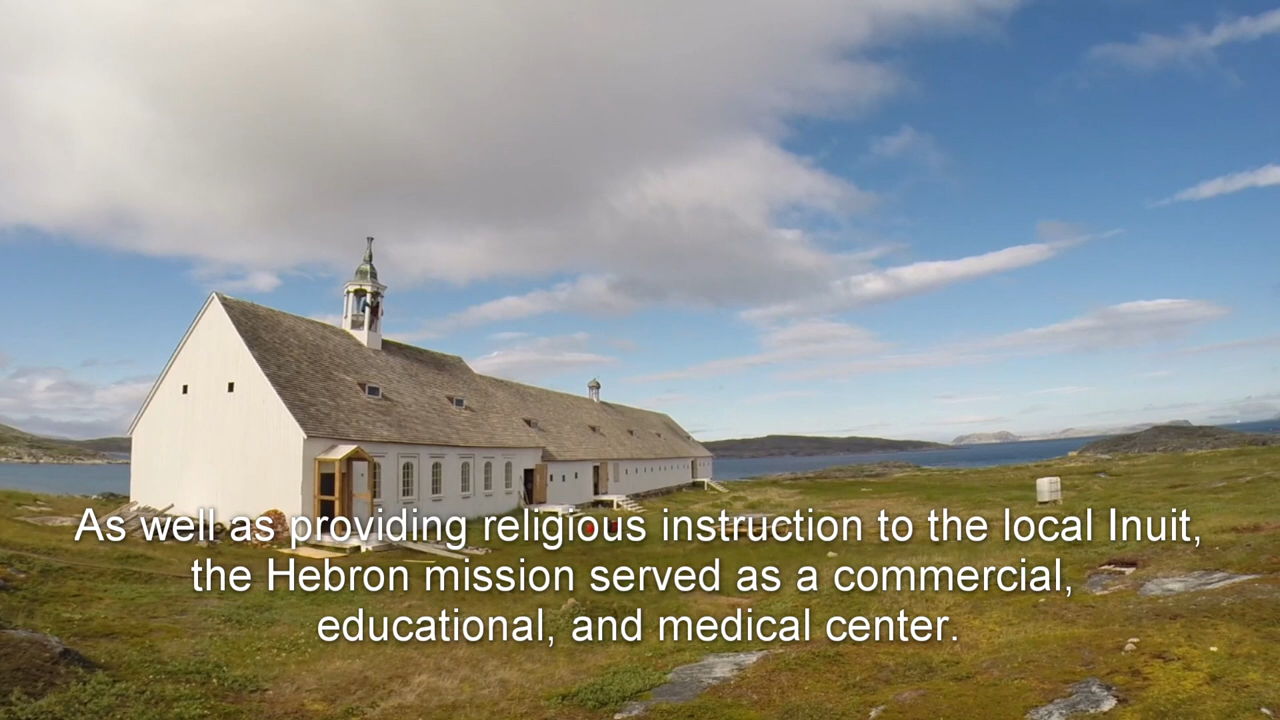 As well as providing religious instruction to the local Inuit,
the Hebron mission served as a commercial,
educational, and medical center.